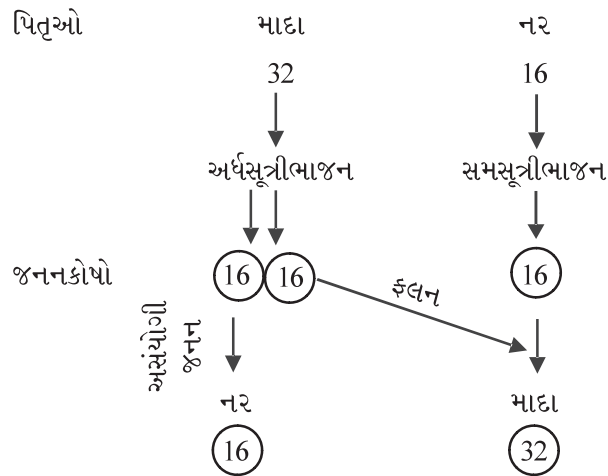 પિતૃઓ માદા નર
32 16
અર્ધસૂત્રીભાજન સમસૂત્રીભાજન
જનનકોષો 16 16 16
ફલન
અસંયોગી
જનન
નર માદા
16 32